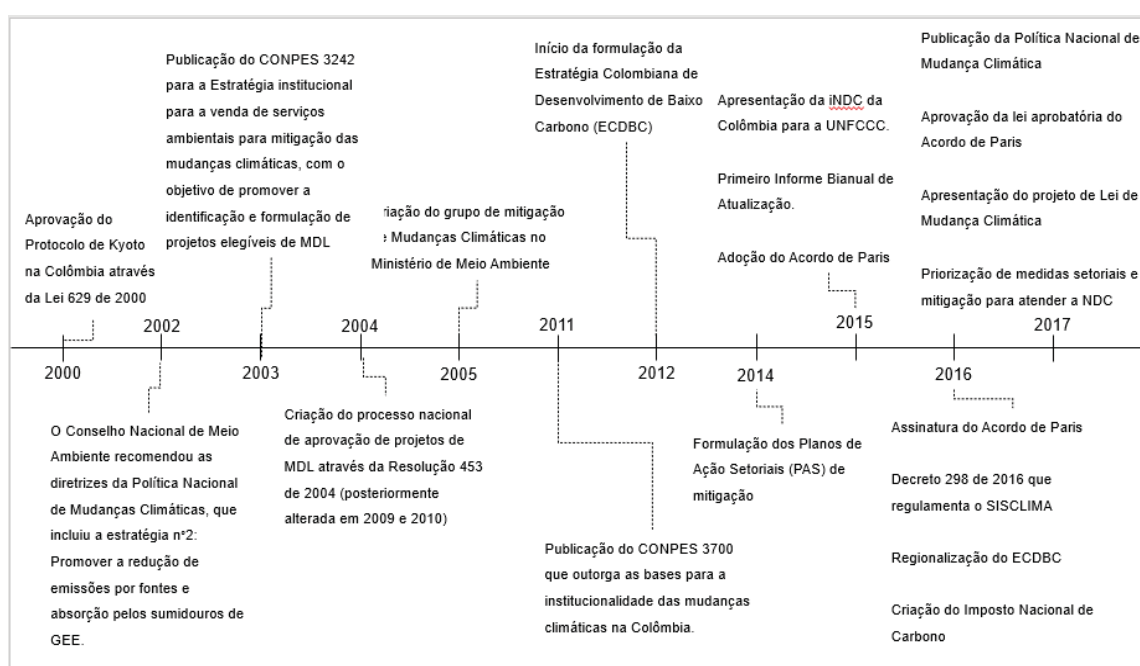 Aprovação do
Protocolo de Kyoto
na Colômbia através
da Lei 629 de 2000
Publicação do CONPES 3242
para a Estratégia institucional
para a venda de serviços
ambientais para mitigação das
mudanças climáticas, com o
objetivo de promover a
identificação e formulação de
projetos elegíveis de MDL
riação do grupo de mitigação
e Mudanças Climáticas no
Ministério de Meio Ambiente
Início da formulação da
Estratégia Colombiana de
Desenvolvimento de Baixo
Carbono (ECDBC)
Apresentação da iNDC da
Colômbia para a UNFCCC.
Primeiro Informe Bianual de
Atualização.
Adoção do Acordo de Paris
Publicação da Política Nacional de
Mudança Climática
Aprovação da lei aprobatória do
Acordo de Paris
Apresentação do projeto de Lei de
Mudança Climática
Priorização de medidas setoriais e
mitigação para atender a NDC
2002
2004
2011
2015
2017
2000
2003
2005
2012
2014
2016
O Conselho Nacional de Meio
Ambiente recomendou as
diretrizes da Política Nacional
de Mudanças Climáticas, que
incluiu a estratégia n°2:
Promover a redução de
emissões por fontes e
absorção pelos sumidouros de
GEE.
Criação do processo nacional
de aprovação de projetos de
MDL através da Resolução 453
de 2004 (posteriormente
alterada em 2009 e 2010)
Publicação do CONPES 3700
que outorga as bases para a
institucionalidade das mudanças
climáticas na Colômbia.
Formulação dos Planos de
Ação Setoriais (PAS) de
mitigação
Assinatura do Acordo de Paris
Decreto 298 de 2016 que
regulamenta o SISCLIMA
Regionalização do ECDBC
Criação do Imposto Nacional de
Carbono